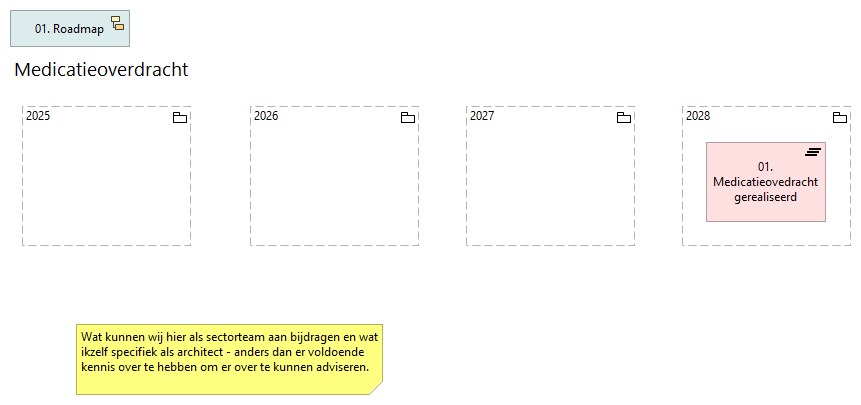 01. Roadmap
Medicatieoverdracht
2025
2026
2027
2028
01.
Medicatieovedracht
gerealiseerd
Wat kunnen wij hier als sectorteam aan bijdragen en wat
ikzelf specifiek als architect - anders dan er voldoende
kennis over te hebben om er over te kunnen adviseren.